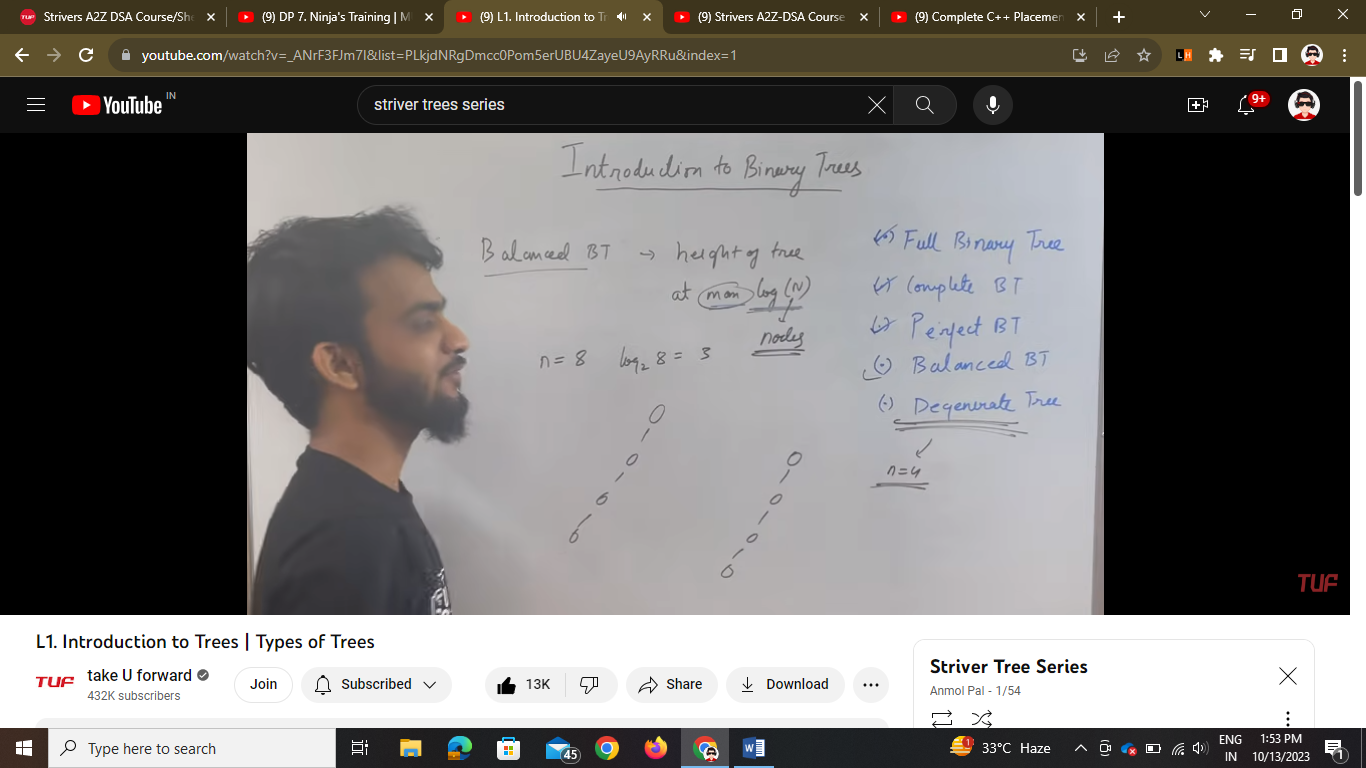 Strivers A2Z DSA Course/She
(9) DP 7. Ninja's Training | M
(9) L1. Introduction to Tr
(9) Strivers A2Z-DSA Course
(9) Complete C++ Placemen
youtube.com/watch?v=_ANrF3FJm7I&list=PLkjdNRgDmcc0Pom5erUBU4ZayeU9AyRRu&index=1
LH
YouTube IN
striver trees series
9+
Introduction to Binary Trees
Balanced BT → height of tree
at max log(N)
nodes
n = 8 log₂ 8 = 3
(•) Full Binary Tree
(•) Complete BT
(•) Perfect BT
(•) Balanced BT
(•) Degenerate Tree
n=4
TUF
L1. Introduction to Trees | Types of Trees
TUF
take U forward
432K subscribers
Join
Subscribed
13K
Share
Download
Striver Tree Series
Anmol Pal - 1/54
Type here to search
45
1
33°C Haze
ENG
IN
1:53 PM
10/13/2023
1